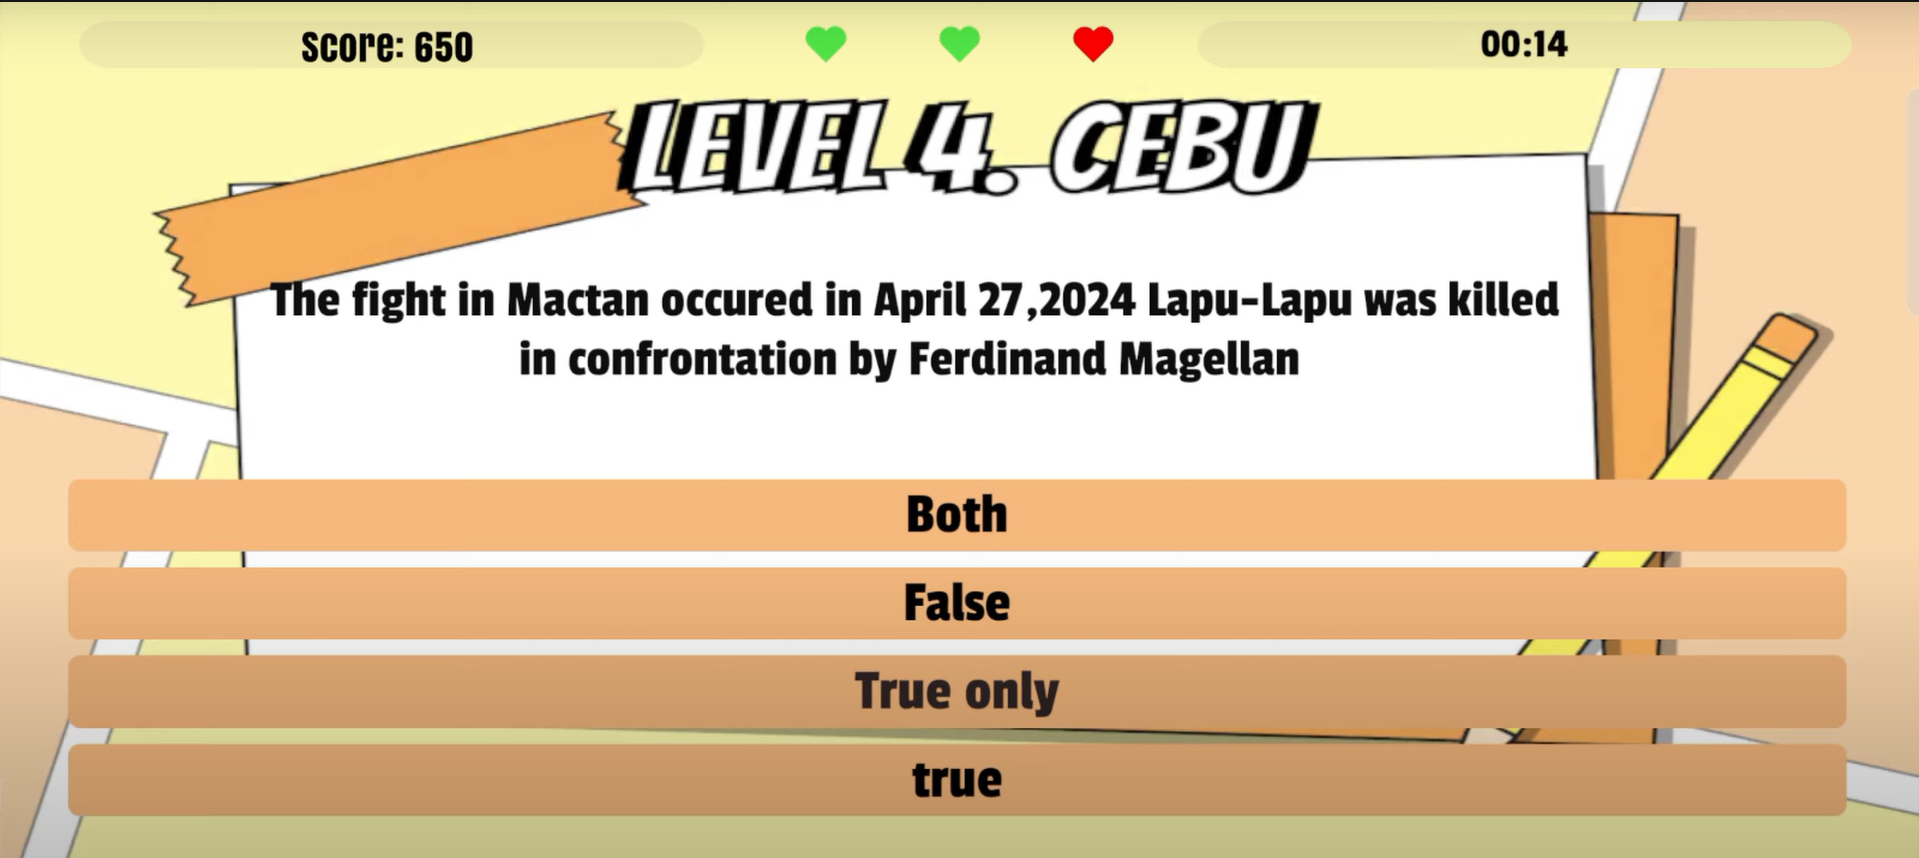 Score: 650
00:14
LEVEL 4. CEBU
The fight in Mactan occured in April 27,2024 Lapu-Lapu was killed
in confrontation by Ferdinand Magellan
Both
False
True only
true